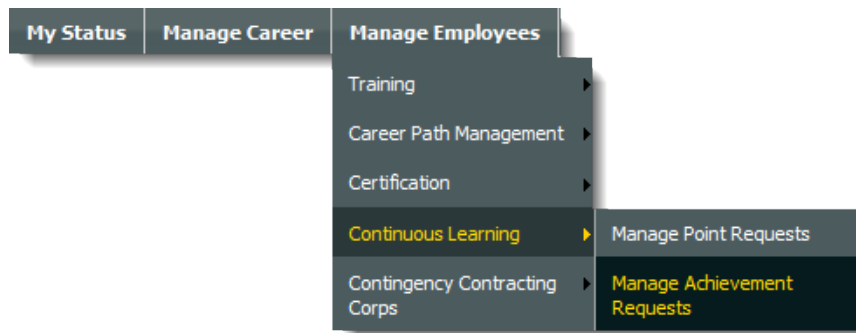 My Status Manage Career Manage Employees
Training
Career Path Management
Certification
Continuous Learning Manage Point Requests
Contingency Contracting Manage Achievement
Corps Requests